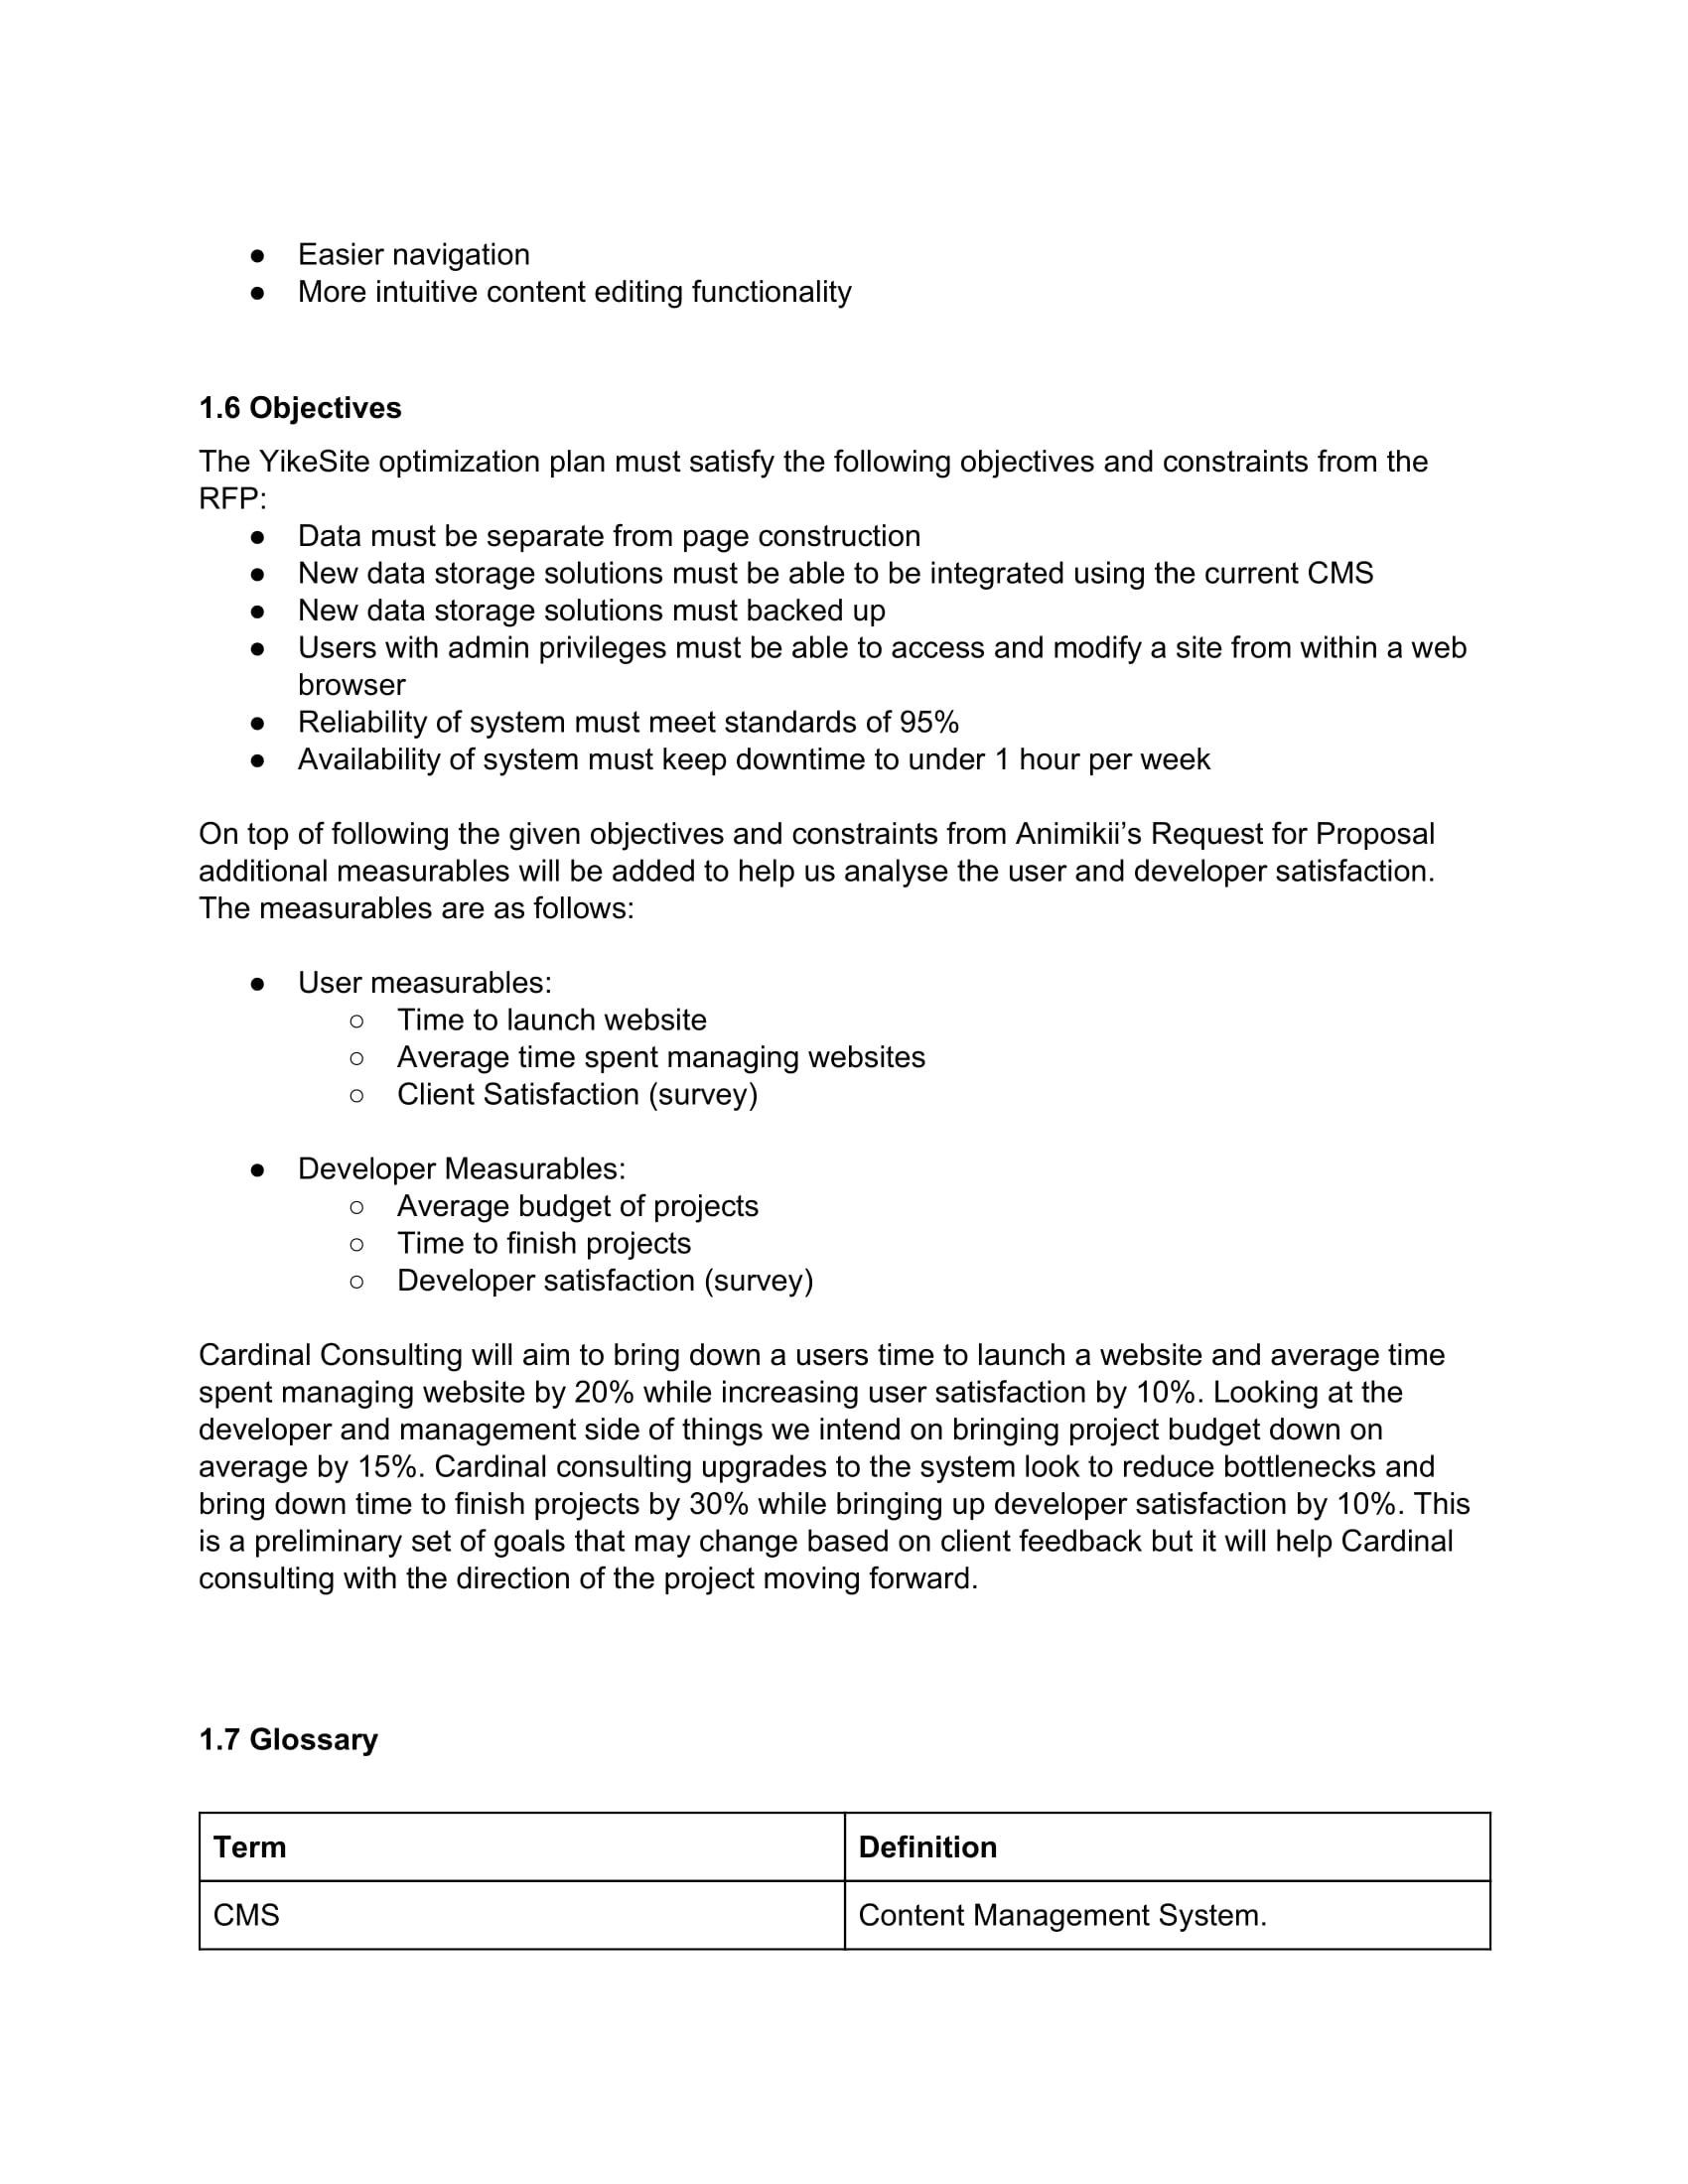 ● Easier navigation
● More intuitive content editing functionality
1.6 Objectives
The YikeSite optimization plan must satisfy the following objectives and constraints from the
RFP:
● Data must be separate from page construction
● New data storage solutions must be able to be integrated using the current CMS
● New data storage solutions must backed up
● Users with admin privileges must be able to access and modify a site from within a web
browser
● Reliability of system must meet standards of 95%
● Availability of system must keep downtime to under 1 hour per week
On top of following the given objectives and constraints from Animikii’s Request for Proposal
additional measurables will be added to help us analyse the user and developer satisfaction.
The measurables are as follows:
● User measurables:
○ Time to launch website
○ Average time spent managing websites
○ Client Satisfaction (survey)
● Developer Measurables:
○ Average budget of projects
○ Time to finish projects
○ Developer satisfaction (survey)
Cardinal Consulting will aim to bring down a users time to launch a website and average time
spent managing website by 20% while increasing user satisfaction by 10%. Looking at the
developer and management side of things we intend on bringing project budget down on
average by 15%. Cardinal consulting upgrades to the system look to reduce bottlenecks and
bring down time to finish projects by 30% while bringing up developer satisfaction by 10%. This
is a preliminary set of goals that may change based on client feedback but it will help Cardinal
consulting with the direction of the project moving forward.
1.7 Glossary
Term Definition
CMS Content Management System.